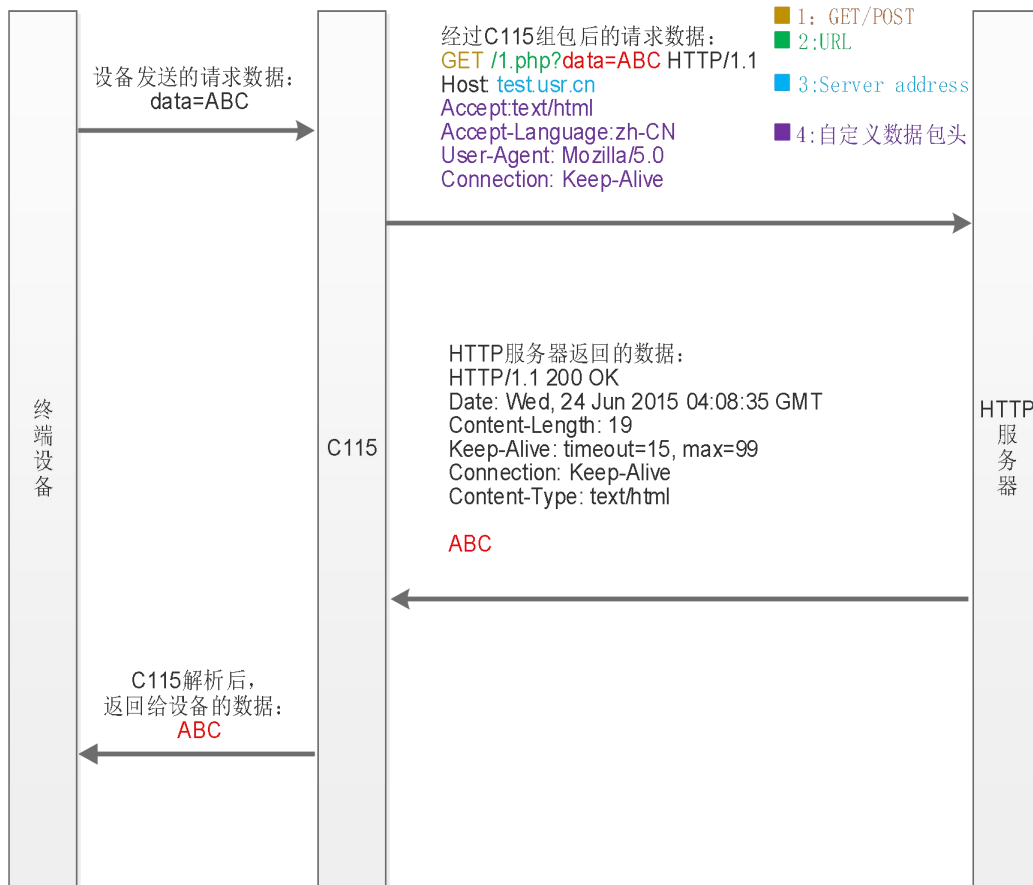 设备发送的请求数据：
data=ABC
经过C115组包后的请求数据：
GET /1.php?data=ABC HTTP/1.1
Host: test.usr.cn
Accept:text/html
Accept-Language:zh-CN
User-Agent: Mozilla/5.0
Connection: Keep-Alive
1: GET/POST
2:URL
3:Server address
4:自定义数据包头
HTTP服务器返回的数据：
HTTP/1.1 200 OK
Date: Wed, 24 Jun 2015 04:08:35 GMT
Content-Length: 19
Keep-Alive: timeout=15, max=99
Connection: Keep-Alive
Content-Type: text/html
ABC
终
端
设
备
C115
HTTP
服
务
器
C115解析后，
返回给设备的数据：
ABC